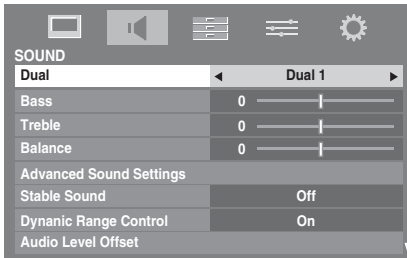 SOUND
Dual Dual 1
Bass 0
Treble 0
Balance 0
Advanced Sound Settings
Stable Sound Off
Dynanic Range Control On
Audio Level Offset